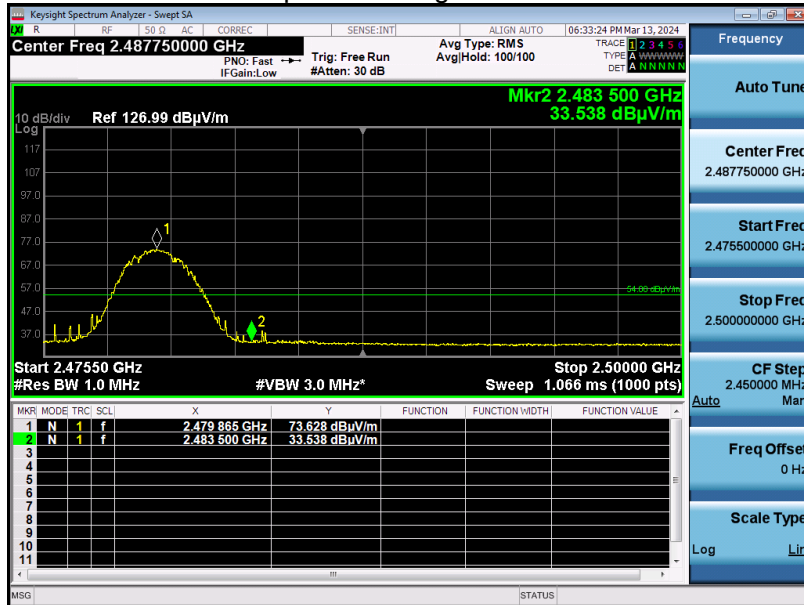 Keysight Spectrum Analyzer - Swept SA
LXI R RF 50 Ω AC CORREC SENSE:INT ALIGN AUTO 06:33:24 PM Mar 13, 2024
Center Freq 2.487750000 GHz
PNO: Fast
IFGain:Low
Trig: Free Run
#Atten: 30 dB
Avg Type: RMS
Avg|Hold: 100/100
TRACE 1 2 3 4 5 6
TYPE A WWWWW
DET A N N N N N
Mkr2 2.483 500 GHz
33.538 dBµV/m
10 dB/div Ref 126.99 dBµV/m
Log
117
107
97.0
87.0
77.0
67.0
57.0
47.0
37.0
1
2
54.00 dBµV/m
Start 2.47550 GHz Stop 2.50000 GHz
#Res BW 1.0 MHz #VBW 3.0 MHz* Sweep 1.066 ms (1000 pts)
MKR MODE TRC SCL X Y FUNCTION FUNCTION WIDTH FUNCTION VALUE
1 N 1 f 2.479 865 GHz 73.628 dBµV/m
2 N 1 f 2.483 500 GHz 33.538 dBµV/m
3
4
5
6
7
8
9
10
11
MSG STATUS
Frequency
Auto Tune
Center Freq
2.487750000 GHz
Start Freq
2.475500000 GHz
Stop Freq
2.500000000 GHz
CF Step
2.450000 MHz
Auto Man
Freq Offset
0 Hz
Scale Type
Log Lin